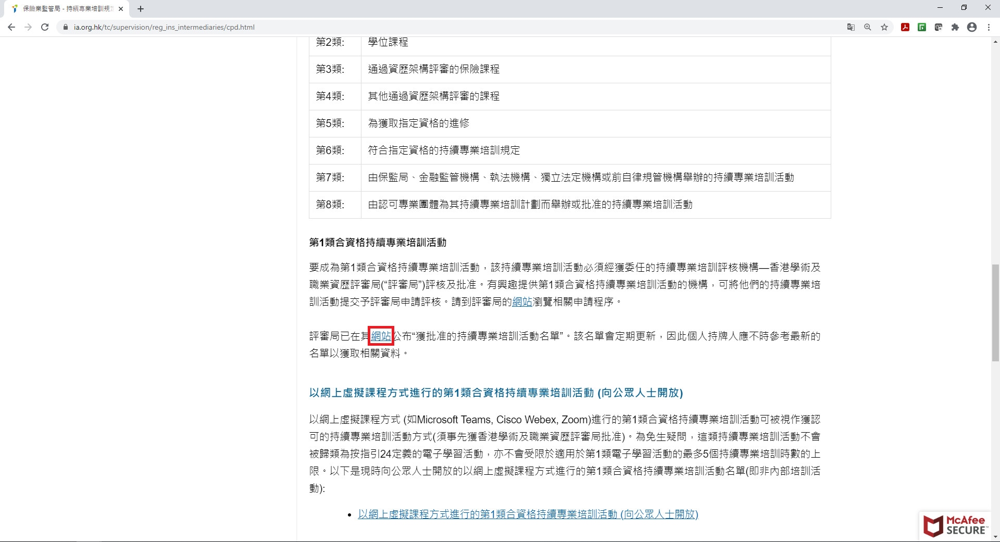 保險業監管局 - 持續專業培訓規定
ia.org.hk/tc/supervision/reg_ins_intermediaries/cpd.html
第2類: 學位課程
第3類: 通過資歷架構評審的保險課程
第4類: 其他通過資歷架構評審的課程
第5類: 為獲取指定資格的進修
第6類: 符合指定資格的持續專業培訓規定
第7類: 由保監局、金融監管機構、執法機構、獨立法定機構或前自律規管機構舉辦的持續專業培訓活動
第8類: 由認可專業團體為其持續專業培訓計劃而舉辦或批准的持續專業培訓活動
第1類合資格持續專業培訓活動
要成為第1類合資格持續專業培訓活動，該持續專業培訓活動必須經獲委任的持續專業培訓評核機構—香港學術及
職業資歷評審局(“評審局”)評核及批准。有興趣提供第1類合資格持續專業培訓活動的機構，可將他們的持續專業培
訓活動提交予評審局申請評核。請到評審局的網站瀏覽相關申請程序。
評審局已在其網站公布“獲批准的持續專業培訓活動名單”。該名單會定期更新，因此個人持牌人應不時參考最新的
名單以獲取相關資料。
以網上虛擬課程方式進行的第1類合資格持續專業培訓活動 (向公眾人士開放)
以網上虛擬課程方式 (如Microsoft Teams, Cisco Webex, Zoom)進行的第1類合資格持續專業培訓活動可被視作獲認
可的持續專業培訓活動方式(須事先獲香港學術及職業資歷評審局批准)。為免生疑問，這類持續專業培訓活動不會
被歸類為按指引24定義的電子學習活動，亦不會受限於適用於第1類電子學習活動的最多5個持續專業培訓時數的上
限。以下是現時向公眾人士開放的以網上虛擬課程方式進行的第1類合資格持續專業培訓活動名單(即非內部培訓活
動):
• 以網上虛擬課程方式進行的第1類合資格持續專業培訓活動 (向公眾人士開放)
McAfee
SECURE™